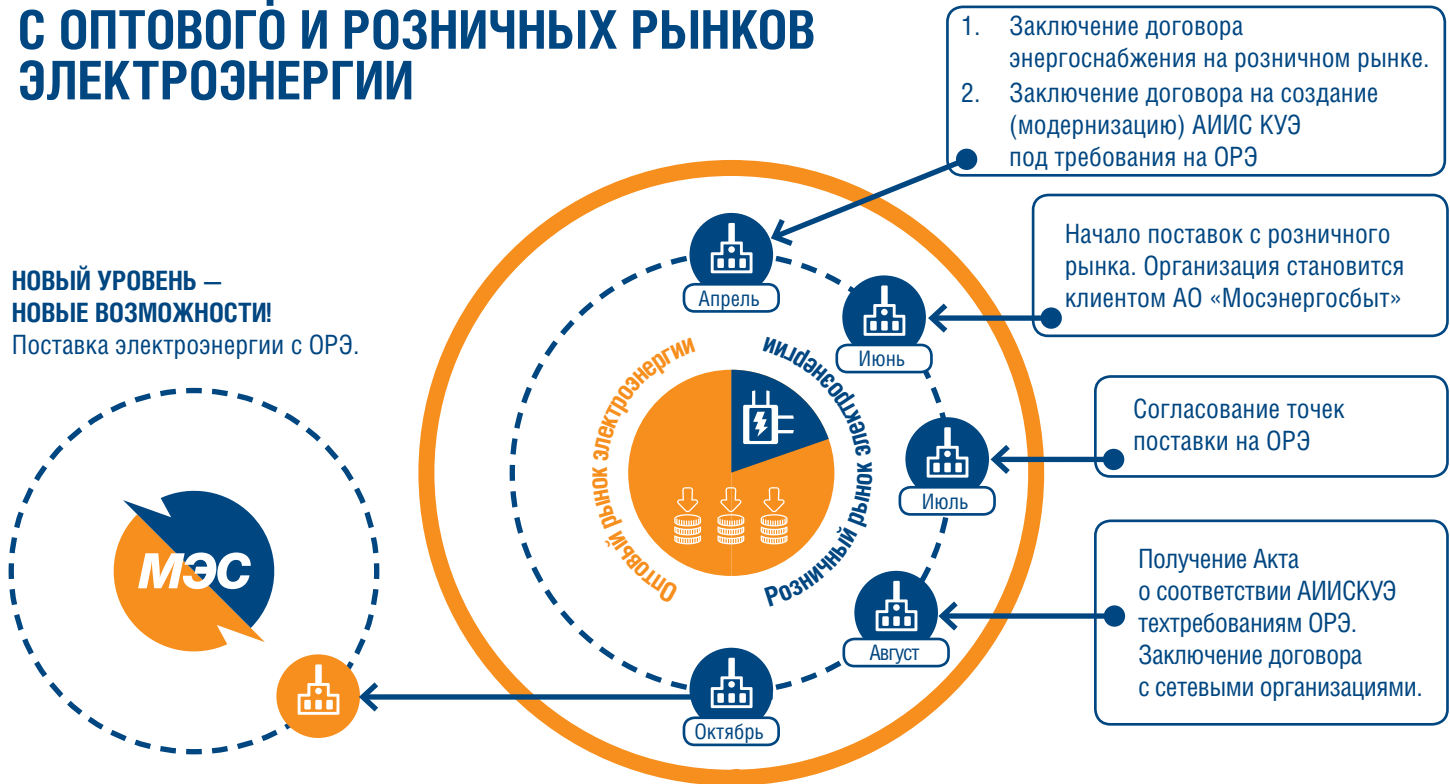 С ОПТОВОГО И РОЗНИЧНЫХ РЫНКОВ
ЭЛЕКТРОЭНЕРГИИ
1. Заключение договора
энергоснабжения на розничном рынке.
2. Заключение договора на создание
(модернизацию) АИИС КУЭ
под требования на ОРЭ
Начало поставок с розничного
рынка. Организация становится
клиентом АО «Мосэнергосбыт»
Согласование точек
поставки на ОРЭ
Получение Акта
о соответствии АИИСКУЭ
техтребованиям ОРЭ.
Заключение договора
с сетевыми организациями.
НОВЫЙ УРОВЕНЬ —
НОВЫЕ ВОЗМОЖНОСТИ!
Поставка электроэнергии с ОРЭ.
МЭС
Апрель
Июнь
Июль
Август
Октябрь
Оптовый рынок электроэнергии
Розничный рынок электроэнергии